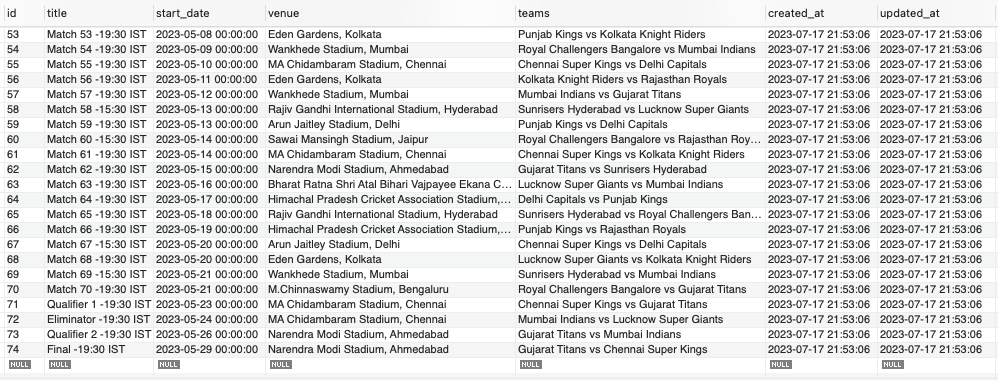 id title start_date venue teams created_at updated_at
53 Match 53 -19:30 IST 2023-05-08 00:00:00 Eden Gardens, Kolkata Punjab Kings vs Kolkata Knight Riders 2023-07-17 21:53:06 2023-07-17 21:53:06
54 Match 54 -19:30 IST 2023-05-09 00:00:00 Wankhede Stadium, Mumbai Royal Challengers Bangalore vs Mumbai Indians 2023-07-17 21:53:06 2023-07-17 21:53:06
55 Match 55 -19:30 IST 2023-05-10 00:00:00 MA Chidambaram Stadium, Chennai Chennai Super Kings vs Delhi Capitals 2023-07-17 21:53:06 2023-07-17 21:53:06
56 Match 56 -19:30 IST 2023-05-11 00:00:00 Eden Gardens, Kolkata Kolkata Knight Riders vs Rajasthan Royals 2023-07-17 21:53:06 2023-07-17 21:53:06
57 Match 57 -19:30 IST 2023-05-12 00:00:00 Wankhede Stadium, Mumbai Mumbai Indians vs Gujarat Titans 2023-07-17 21:53:06 2023-07-17 21:53:06
58 Match 58 -15:30 IST 2023-05-13 00:00:00 Rajiv Gandhi International Stadium, Hyderabad Sunrisers Hyderabad vs Lucknow Super Giants 2023-07-17 21:53:06 2023-07-17 21:53:06
59 Match 59 -19:30 IST 2023-05-13 00:00:00 Arun Jaitley Stadium, Delhi Punjab Kings vs Delhi Capitals 2023-07-17 21:53:06 2023-07-17 21:53:06
60 Match 60 -15:30 IST 2023-05-14 00:00:00 Sawai Mansingh Stadium, Jaipur Royal Challengers Bangalore vs Rajasthan Roy... 2023-07-17 21:53:06 2023-07-17 21:53:06
61 Match 61 -19:30 IST 2023-05-14 00:00:00 MA Chidambaram Stadium, Chennai Chennai Super Kings vs Kolkata Knight Riders 2023-07-17 21:53:06 2023-07-17 21:53:06
62 Match 62 -19:30 IST 2023-05-15 00:00:00 Narendra Modi Stadium, Ahmedabad Gujarat Titans vs Sunrisers Hyderabad 2023-07-17 21:53:06 2023-07-17 21:53:06
63 Match 63 -19:30 IST 2023-05-16 00:00:00 Bharat Ratna Shri Atal Bihari Vajpayee Ekana C... Lucknow Super Giants vs Mumbai Indians 2023-07-17 21:53:06 2023-07-17 21:53:06
64 Match 64 -19:30 IST 2023-05-17 00:00:00 Himachal Pradesh Cricket Association Stadium,... Delhi Capitals vs Punjab Kings 2023-07-17 21:53:06 2023-07-17 21:53:06
65 Match 65 -19:30 IST 2023-05-18 00:00:00 Rajiv Gandhi International Stadium, Hyderabad Sunrisers Hyderabad vs Royal Challengers Ban... 2023-07-17 21:53:06 2023-07-17 21:53:06
66 Match 66 -19:30 IST 2023-05-19 00:00:00 Himachal Pradesh Cricket Association Stadium,... Punjab Kings vs Rajasthan Royals 2023-07-17 21:53:06 2023-07-17 21:53:06
67 Match 67 -15:30 IST 2023-05-20 00:00:00 Arun Jaitley Stadium, Delhi Chennai Super Kings vs Delhi Capitals 2023-07-17 21:53:06 2023-07-17 21:53:06
68 Match 68 -19:30 IST 2023-05-20 00:00:00 Eden Gardens, Kolkata Lucknow Super Giants vs Kolkata Knight Riders 2023-07-17 21:53:06 2023-07-17 21:53:06
69 Match 69 -15:30 IST 2023-05-21 00:00:00 Wankhede Stadium, Mumbai Sunrisers Hyderabad vs Mumbai Indians 2023-07-17 21:53:06 2023-07-17 21:53:06
70 Match 70 -19:30 IST 2023-05-21 00:00:00 M.Chinnaswamy Stadium, Bengaluru Royal Challengers Bangalore vs Gujarat Titans 2023-07-17 21:53:06 2023-07-17 21:53:06
71 Qualifier 1 -19:30 IST 2023-05-23 00:00:00 MA Chidambaram Stadium, Chennai Chennai Super Kings vs Gujarat Titans 2023-07-17 21:53:06 2023-07-17 21:53:06
72 Eliminator -19:30 IST 2023-05-24 00:00:00 MA Chidambaram Stadium, Chennai Mumbai Indians vs Lucknow Super Giants 2023-07-17 21:53:06 2023-07-17 21:53:06
73 Qualifier 2 -19:30 IST 2023-05-26 00:00:00 Narendra Modi Stadium, Ahmedabad Gujarat Titans vs Mumbai Indians 2023-07-17 21:53:06 2023-07-17 21:53:06
74 Final -19:30 IST 2023-05-29 00:00:00 Narendra Modi Stadium, Ahmedabad Gujarat Titans vs Chennai Super Kings 2023-07-17 21:53:06 2023-07-17 21:53:06
NULL NULL NULL NULL NULL NULL NULL